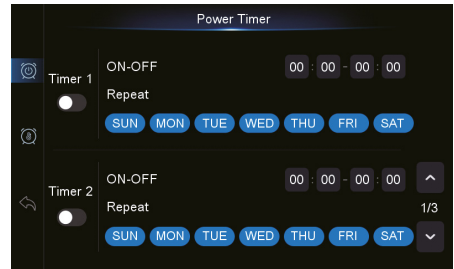 Power Timer
Timer 1
ON-OFF 00 : 00 - 00 : 00
Repeat
SUN MON TUE WED THU FRI SAT
Timer 2
ON-OFF 00 : 00 - 00 : 00
Repeat
1/3
SUN MON TUE WED THU FRI SAT